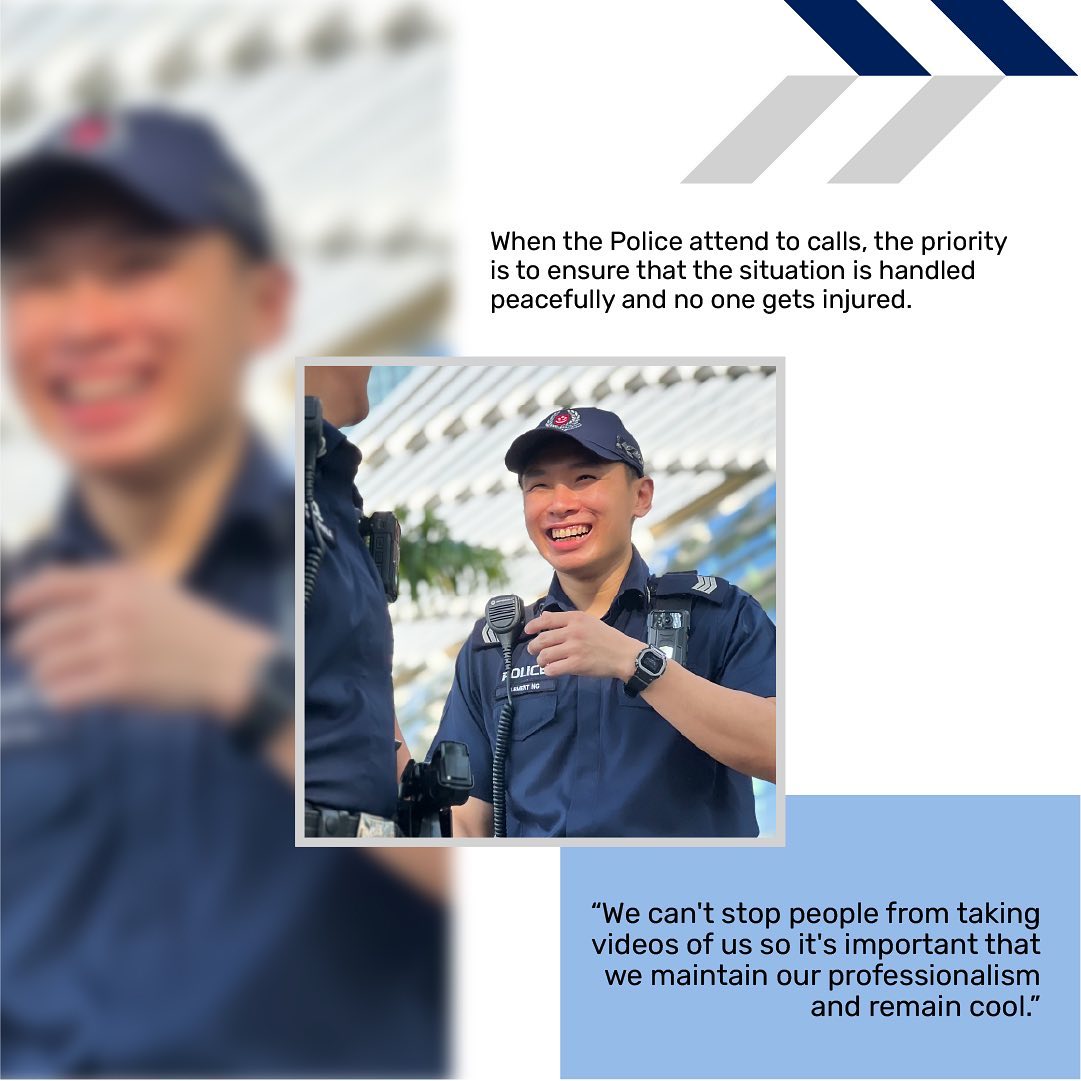 When the Police attend to calls, the priority
is to ensure that the situation is handled
peacefully and no one gets injured.
POLICE
“We can't stop people from taking
videos of us so it's important that
we maintain our professionalism
and remain cool.”